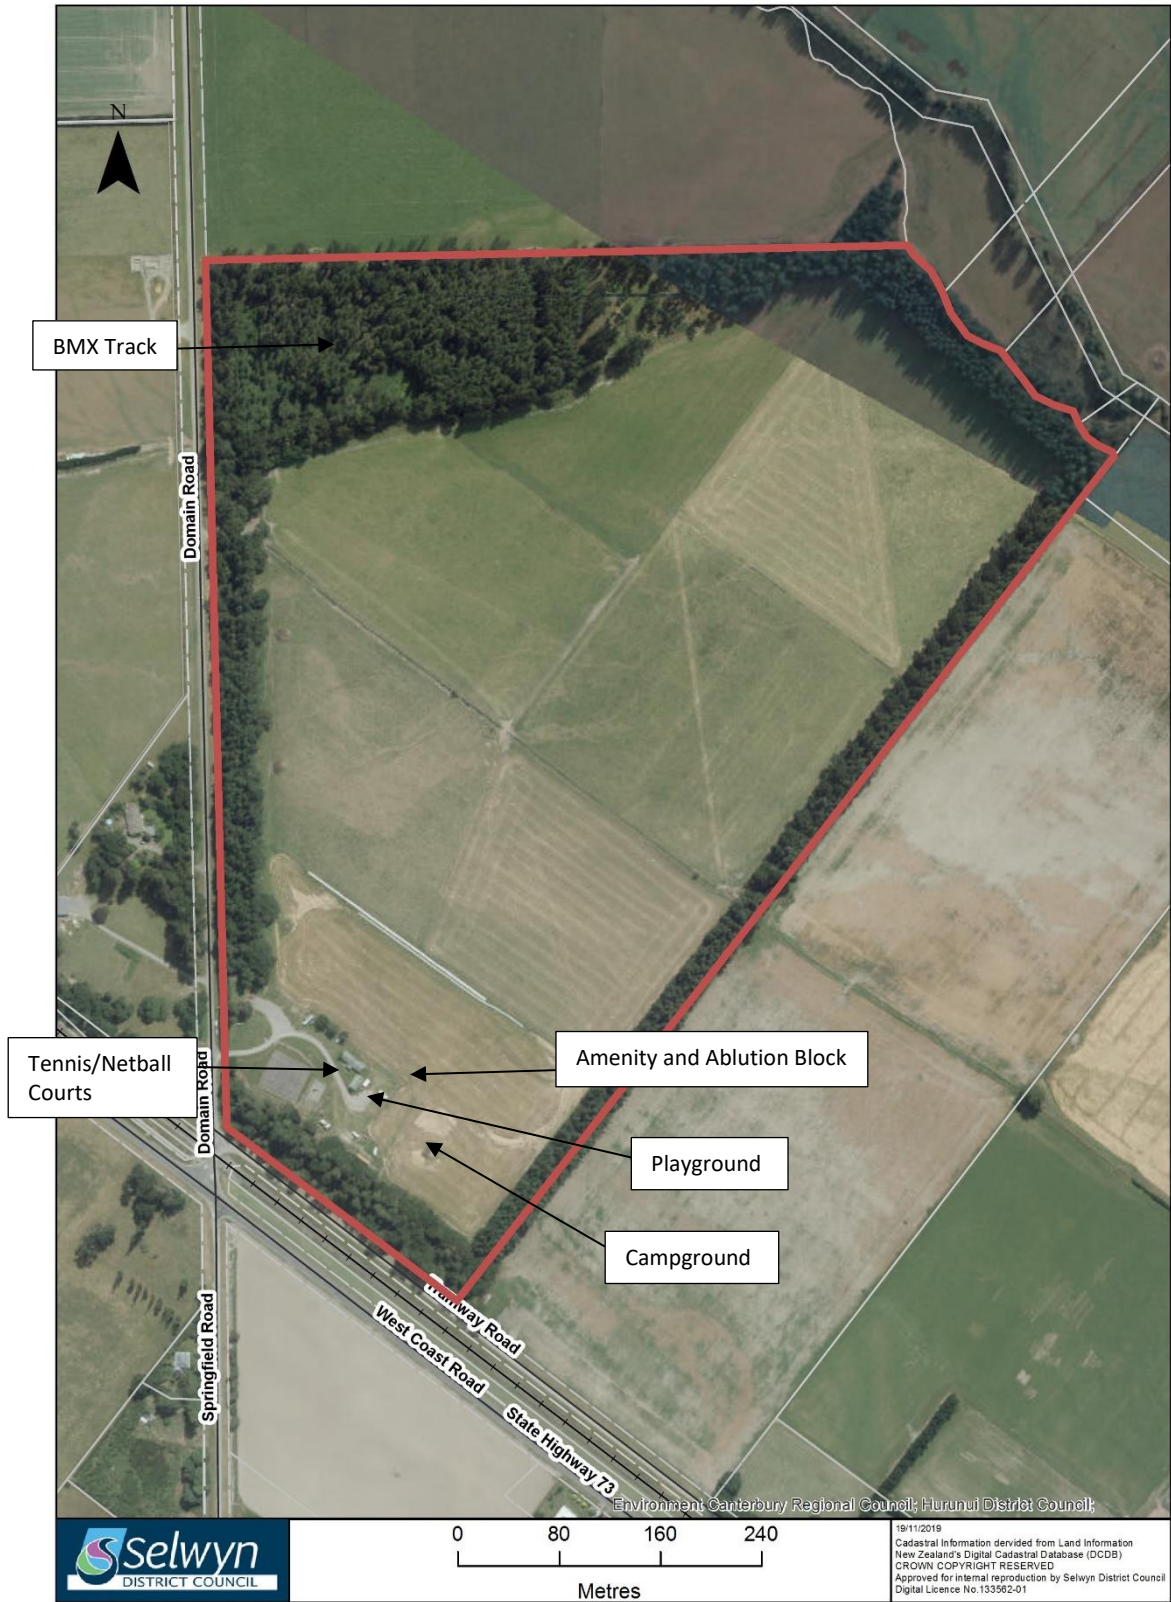 N
BMX Track
Domain Road
Tennis/Netball
Courts
Domain Road
Amenity and Ablution Block
Playground
Campground
Tramway Road
West Coast Road
Springfield Road
State Highway 73
Environment Canterbury Regional Council; Hurunui District Council;
Selwyn
DISTRICT COUNCIL
0 80 160 240
Metres
19/11/2019
Cadastral Information dervided from Land Information
New Zealand's Digital Cadastral Database (DCDB)
CROWN COPYRIGHT RESERVED
Approved for internal reproduction by Selwyn District Council
Digital Licence No.133562-01